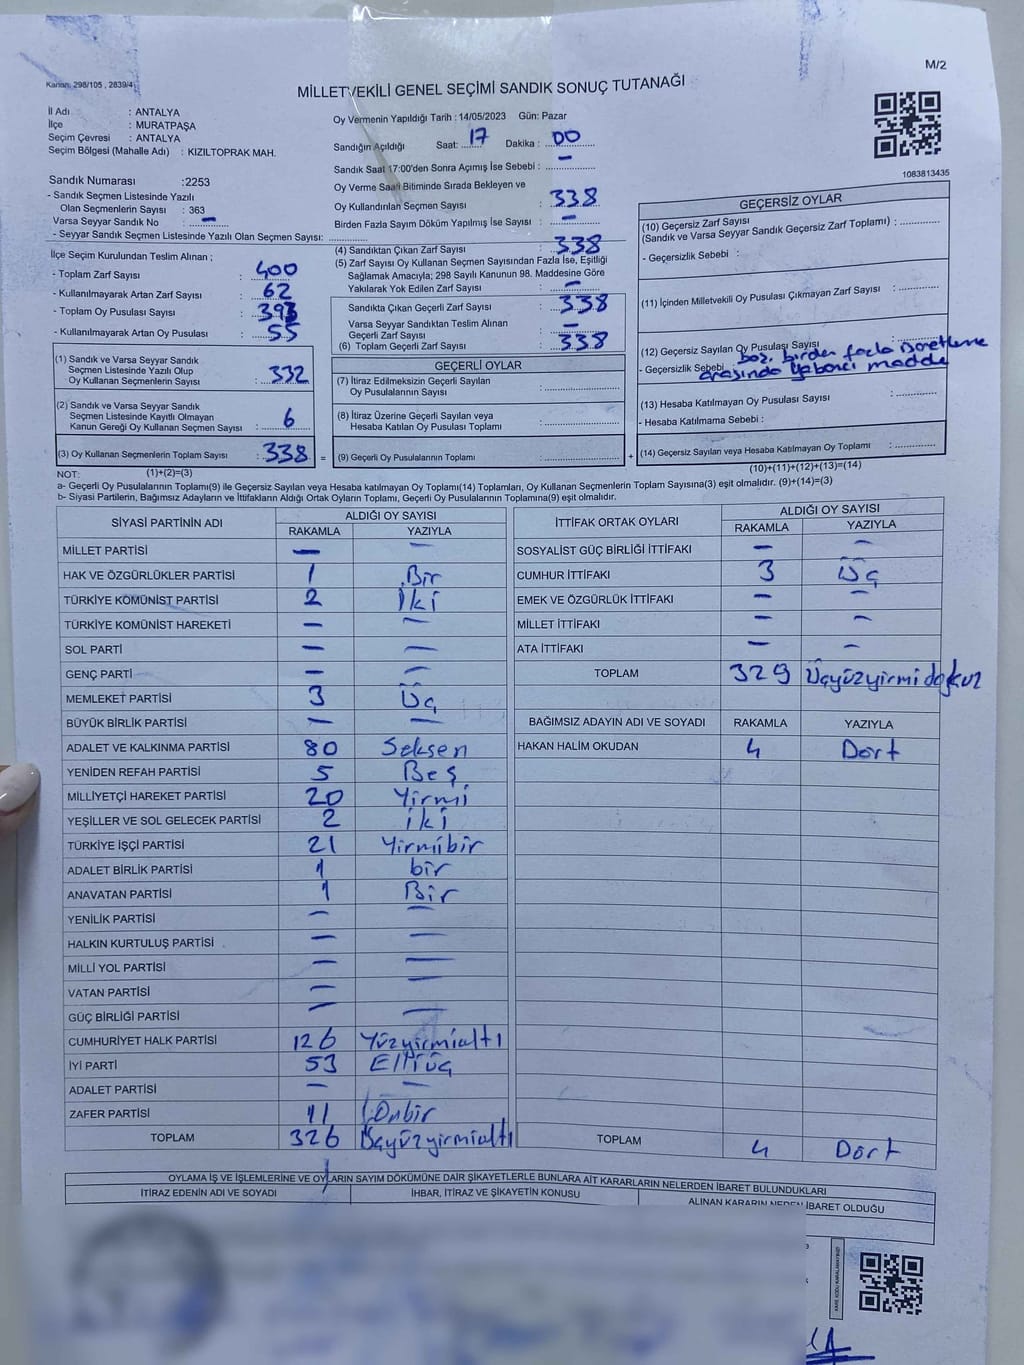 M/2
Kanun: 298/105 , 2839/4
MİLLETVEKİLİ GENEL SEÇİMİ SANDIK SONUÇ TUTANAĞI
İl Adı : ANTALYA
İlçe : MURATPAŞA
Seçim Çevresi : ANTALYA
Seçim Bölgesi (Mahalle Adı) : KIZILTOPRAK MAH.
Sandık Numarası :2253
- Sandık Seçmen Listesinde Yazılı
Olan Seçmenlerin Sayısı : 363
Varsa Seyyar Sandık No : –
- Seyyar Sandık Seçmen Listesinde Yazılı Olan Seçmen Sayısı:
İlçe Seçim Kurulundan Teslim Alınan ;
- Toplam Zarf Sayısı : 400
- Kullanılmayarak Artan Zarf Sayısı : 62
- Toplam Oy Pusulası Sayısı : 393
- Kullanılmayarak Artan Oy Pusulası : 55
(1) Sandık ve Varsa Seyyar Sandık
Seçmen Listesinde Yazılı Olup
Oy Kullanan Seçmenlerin Sayısı : 332
(2) Sandık ve Varsa Seyyar Sandık
Seçmen Listesinde Kayıtlı Olmayan
Kanun Gereği Oy Kullanan Seçmen Sayısı : 6
(3) Oy Kullanan Seçmenlerin Toplam Sayısı : 338 =
(1)+(2)=(3)
Oy Vermenin Yapıldığı Tarih : 14/05/2023 Gün: Pazar
Sandığın Açıldığı Saat: 17 Dakika : 00
Sandık Saat 17:00'den Sonra Açımış İse Sebebi : –
Oy Verme Saati Bitiminde Sırada Bekleyen ve
Oy Kullandırılan Seçmen Sayısı : 338
Birden Fazla Sayım Döküm Yapılmış İse Sayısı : –
(4) Sandıktan Çıkan Zarf Sayısı : 338
(5) Zarf Sayısı Oy Kullanan Seçmen Sayısından Fazla İse, Eşitliği
Sağlamak Amacıyla; 298 Sayılı Kanunun 98. Maddesine Göre
Yakılarak Yok Edilen Zarf Sayısı : –
Sandıkta Çıkan Geçerli Zarf Sayısı : 338
Varsa Seyyar Sandıktan Teslim Alınan
Geçerli Zarf Sayısı : –
(6) Toplam Geçerli Zarf Sayısı : 338
GEÇERLİ OYLAR
(7) İtiraz Edilmeksizin Geçerli Sayılan
Oy Pusulasının Sayısı :
(8) İtiraz Üzerine Geçerli Sayılan veya
Hesaba Katılan Oy Pusulası Toplamı :
(9) Geçerli Oy Pusulalarının Toplamı : +
1083813435
GEÇERSİZ OYLAR
(10) Geçersiz Zarf Sayısı
(Sandık ve Varsa Seyyar Sandık Geçersiz Zarf Toplamı) :
- Geçersizlik Sebebi :
(11) İçinden Milletvekili Oy Pusulası Çıkmayan Zarf Sayısı :
(12) Geçersiz Sayılan Oy Pusulası Sayısı :
- Geçersizlik Sebebi : boş, birden fazla işaretleme
arasında yabancı madde
(13) Hesaba Katılmayan Oy Pusulası Sayısı :
- Hesaba Katılmama Sebebi :
(14) Geçersiz Sayılan veya Hesaba Katılmayan Oy Toplamı :
(10)+(11)+(12)+(13)=(14)
NOT:
a- Geçerli Oy Pusulalarının Toplamı(9) ile Geçersiz Sayılan veya Hesaba katılmayan Oy Toplamı(14) Toplamları, Oy Kullanan Seçmenlerin Toplam Sayısına(3) eşit olmalıdır. (9)+(14)=(3)
b- Siyasi Partilerin, Bağımsız Adayların ve İttifakların Aldığı Ortak Oyların Toplamı, Geçerli Oy Pusulalarının Toplamına(9) eşit olmalıdır.
SİYASİ PARTİNİN ADI ALDIĞI OY SAYISI
RAKAMLA YAZIYLA
MİLLET PARTİSİ – –
HAK VE ÖZGÜRLÜKLER PARTİSİ 1 Bir
TÜRKİYE KOMÜNİST PARTİSİ 2 İki
TÜRKİYE KOMÜNİST HAREKETİ – –
SOL PARTİ – –
GENÇ PARTİ – –
MEMLEKET PARTİSİ 3 Üç
BÜYÜK BİRLİK PARTİSİ – –
ADALET VE KALKINMA PARTİSİ 80 Seksen
YENİDEN REFAH PARTİSİ 5 Beş
MİLLİYETÇİ HAREKET PARTİSİ 20 Yirmi
YEŞİLLER VE SOL GELECEK PARTİSİ 2 iki
TÜRKİYE İŞÇİ PARTİSİ 21 Yirmibir
ADALET BİRLİK PARTİSİ 1 bir
ANAVATAN PARTİSİ 1 Bir
YENİLİK PARTİSİ – –
HALKIN KURTULUŞ PARTİSİ – –
MİLLİ YOL PARTİSİ – –
VATAN PARTİSİ – –
GÜÇ BİRLİĞİ PARTİSİ – –
CUMHURİYET HALK PARTİSİ 126 Yüzyirmialtı
İYİ PARTİ 53 Elliüç
ADALET PARTİSİ – –
ZAFER PARTİSİ 11 Onbir
TOPLAM 326 Üçyüzyirmialtı
İTTİFAK ORTAK OYLARI ALDIĞI OY SAYISI
RAKAMLA YAZIYLA
SOSYALİST GÜÇ BİRLİĞİ İTTİFAKI – –
CUMHUR İTTİFAKI 3 Üç
EMEK VE ÖZGÜRLÜK İTTİFAKI – –
MİLLET İTTİFAKI – –
ATA İTTİFAKI – –
TOPLAM 329 Üçyüzyirmidokuz
BAĞIMSIZ ADAYIN ADI VE SOYADI RAKAMLA YAZIYLA
HAKAN HALİM OKUDAN 4 Dört
TOPLAM 4 Dört
OYLAMA İŞ VE İŞLEMLERİNE VE OYLARIN SAYIM DÖKÜMÜNE DAİR ŞİKAYETLERLE BUNLARA AİT KARARLARIN NELERDEN İBARET BULUNDUKLARI
İTİRAZ EDENİN ADI VE SOYADI İHBAR, İTİRAZ VE ŞİKAYETİN KONUSU ALINAN KARARIN NEDEN İBARET OLDUĞU
KARE KODU KARALAMAYINIZ!